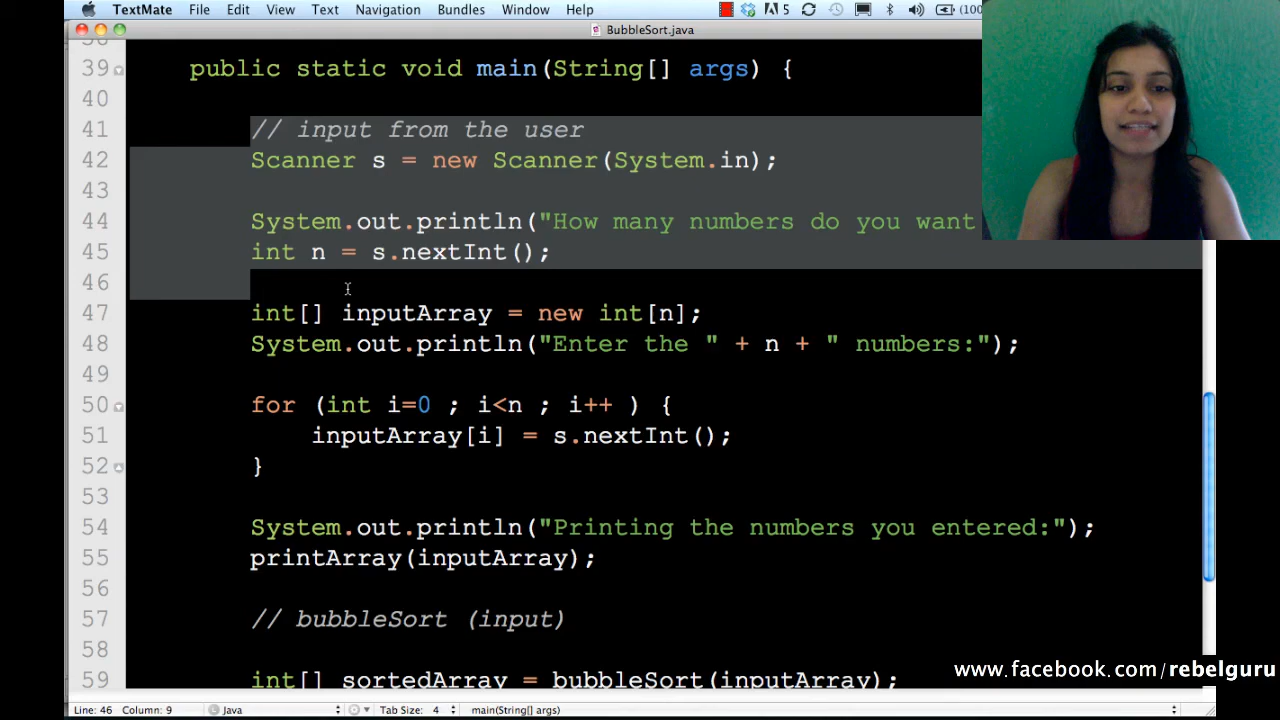 TextMate File Edit View Text Navigation Bundles Window Help 5 (100
BubbleSort.java
39 public static void main(String[] args) {
40
41 // input from the user
42 Scanner s = new Scanner(System.in);
43
44 System.out.println("How many numbers do you want
45 int n = s.nextInt();
46
47 int[] inputArray = new int[n];
48 System.out.println("Enter the " + n + " numbers:");
49
50 for (int i=0 ; i<n ; i++ ) {
51 inputArray[i] = s.nextInt();
52 }
53
54 System.out.println("Printing the numbers you entered:");
55 printArray(inputArray);
56
57 // bubbleSort (input)
58
59 int[] sortedArray = bubbleSort(inputArray);
www.facebook.com/rebelguru
Line: 46 Column: 9 Java Tab Size: 4 main(String[] args)